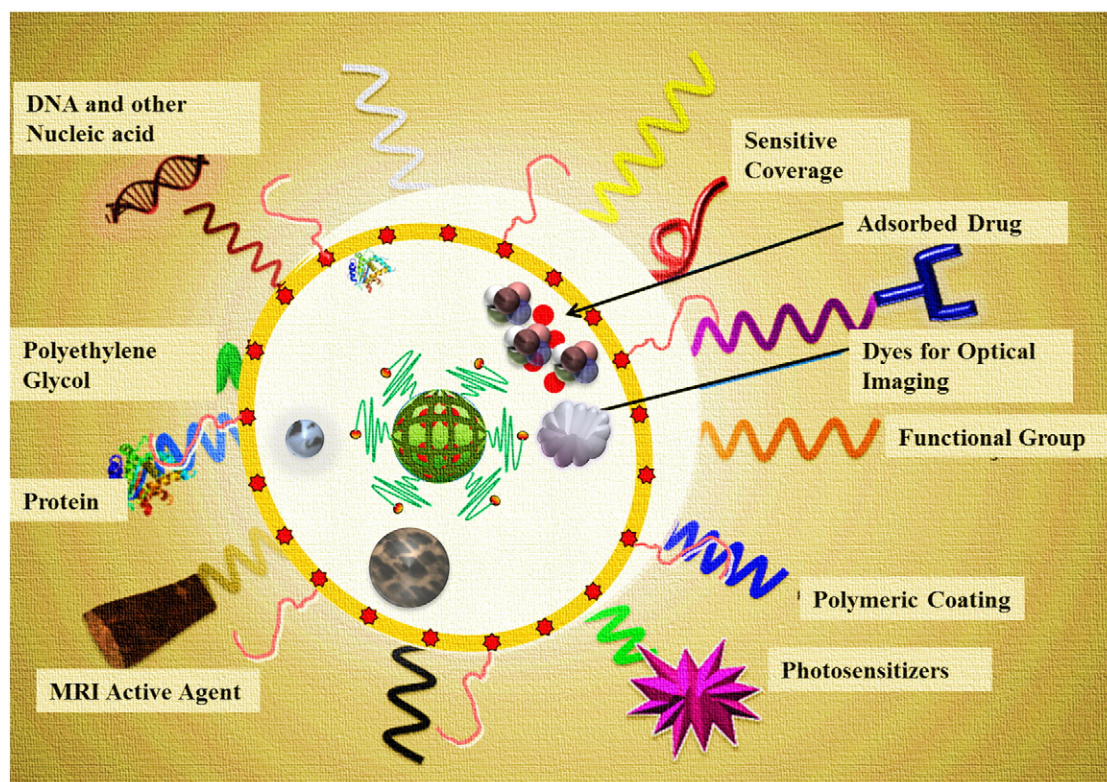 DNA and other
Nucleic acid
Sensitive
Coverage
Adsorbed Drug
Polyethylene
Glycol
Dyes for Optical
Imaging
Functional Group
Protein
Polymeric Coating
MRI Active Agent
Photosensitizers